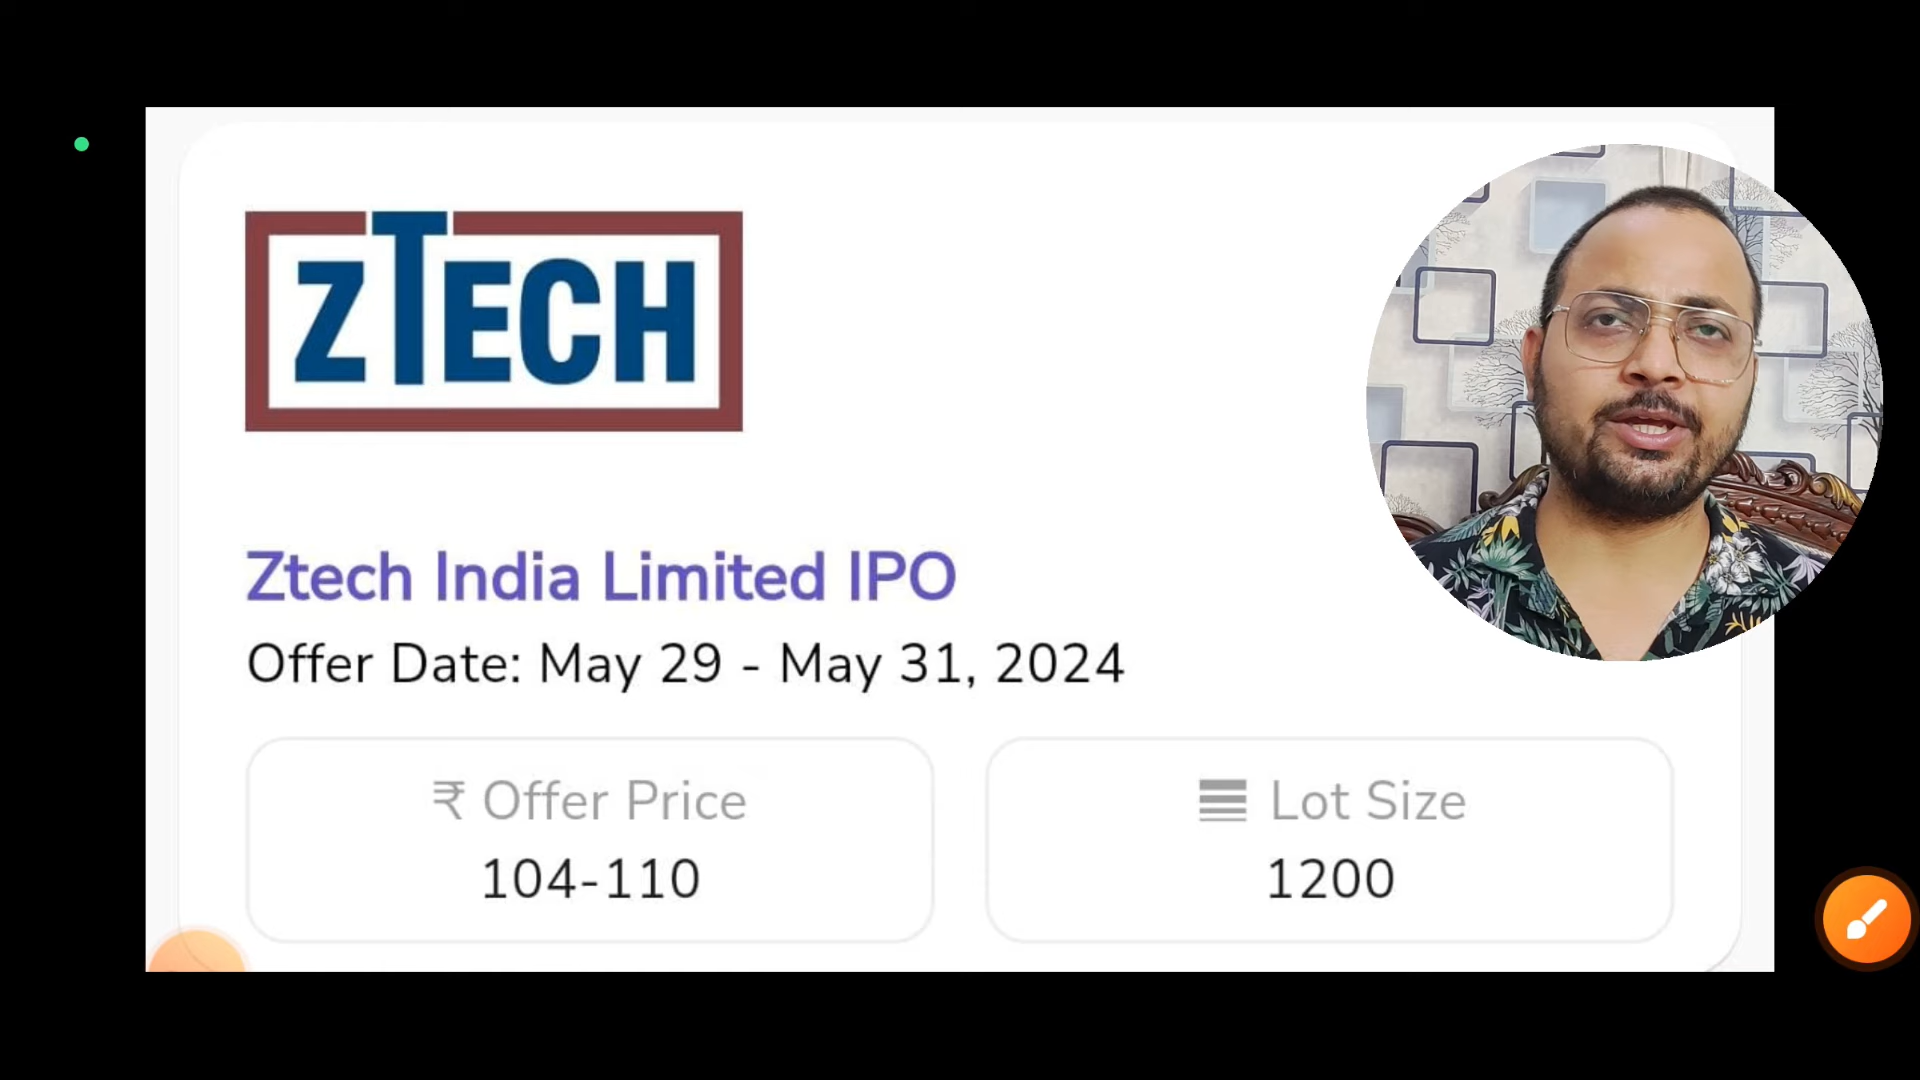 ZTECH
Ztech India Limited IPO
Offer Date: May 29 - May 31, 2024
₹ Offer Price
104-110
Lot Size
1200